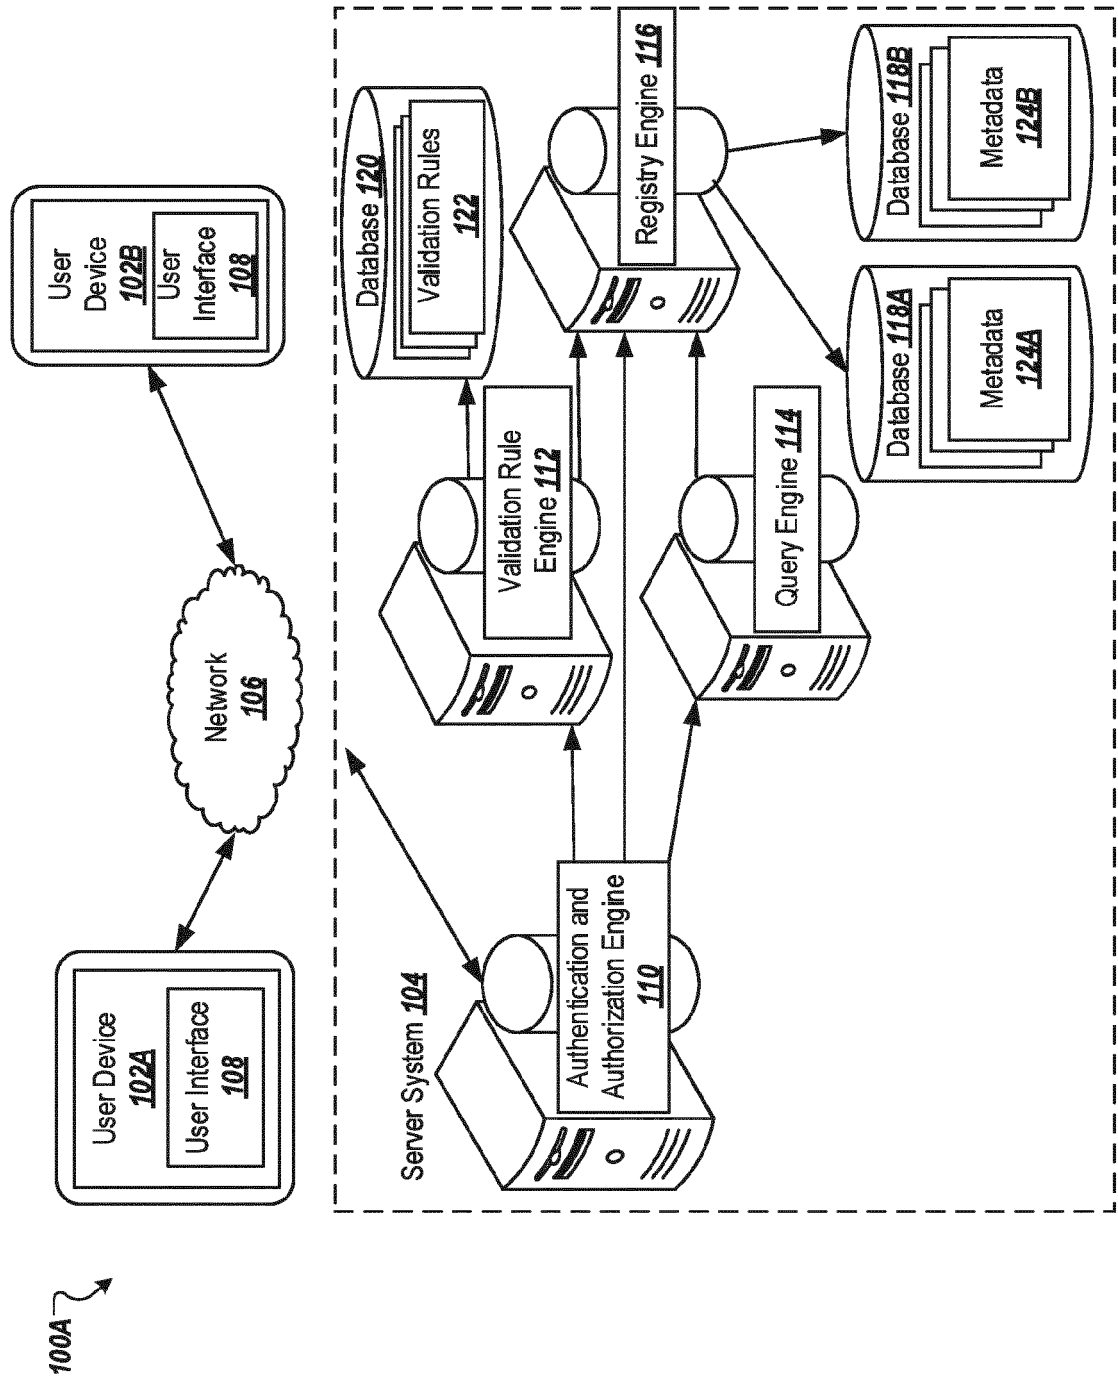 100A
User Device
102A
User Interface
108
Network
106
User
Device
102B
User
Interface
108
Server System 104
Authentication and
Authorization Engine
110
Validation Rule
Engine 112
Query Engine 114
Database 120
Validation Rules
122
Registry Engine 116
Database 118A
Metadata
124A
Database 118B
Metadata
124B